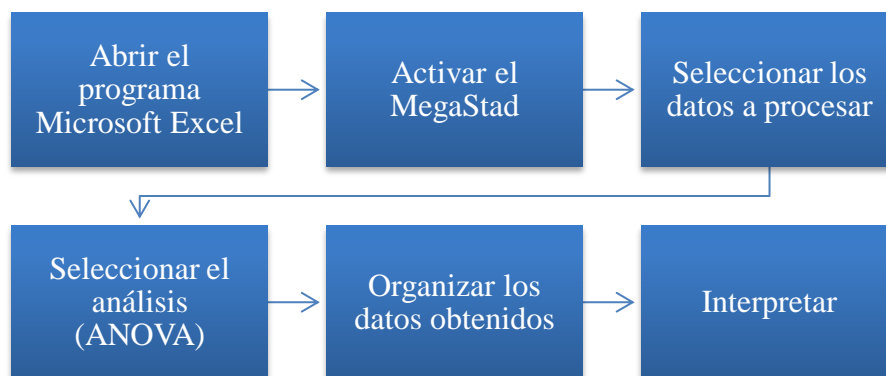 Abrir el
programa
Microsoft Excel
Activar el
MegaStad
Seleccionar los
datos a procesar
Seleccionar el
análisis
(ANOVA)
Organizar los
datos obtenidos
Interpretar